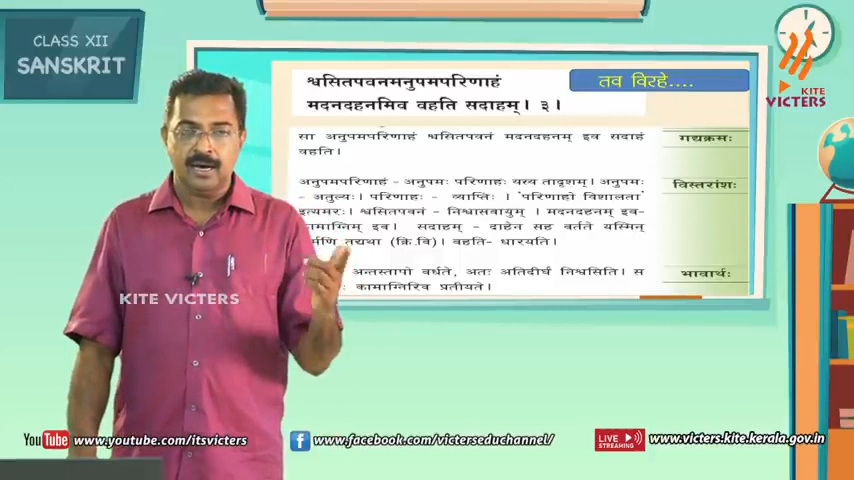 CLASS XII
SANSKRIT
श्वसितपवनमनुपमपरिणाहं
मदनदहनमिव वहति सदाहम्। ३।
तव विरहे....
KITE
VICTERS
सा अनुपमपरिणाहं श्वसितपवनं मदनदहनम् इव सदाहं
वहति।
गद्यक्रमः
अनुपमपरिणाहं - अनुपमः परिणाहः यस्य तादृशम्। अनुपमः
- अतुल्यः। परिणाहः - व्याप्तिः । 'परिणाहो विशालता'
इत्यमरः। श्वसितपवनं - निश्वासवायुम् । मदनदहनम् इव-
कामाग्निम् इव। सदाहम्- दाहेन सह वर्तते यस्मिन्
तद्यथा (क्रि.वि)। वहति- धारयति।
विस्तरांशः
अन्तस्तापो वर्धते, अतः अतिदीर्घं निश्वसिति। स
कामाग्निरिव प्रतीयते।
भावार्थः
KITE VICTERS
YouTube www.youtube.com/itsvicters
f www.facebook.com/victerseduchannel/
LIVE STREAMING www.victers.kite.kerala.gov.in